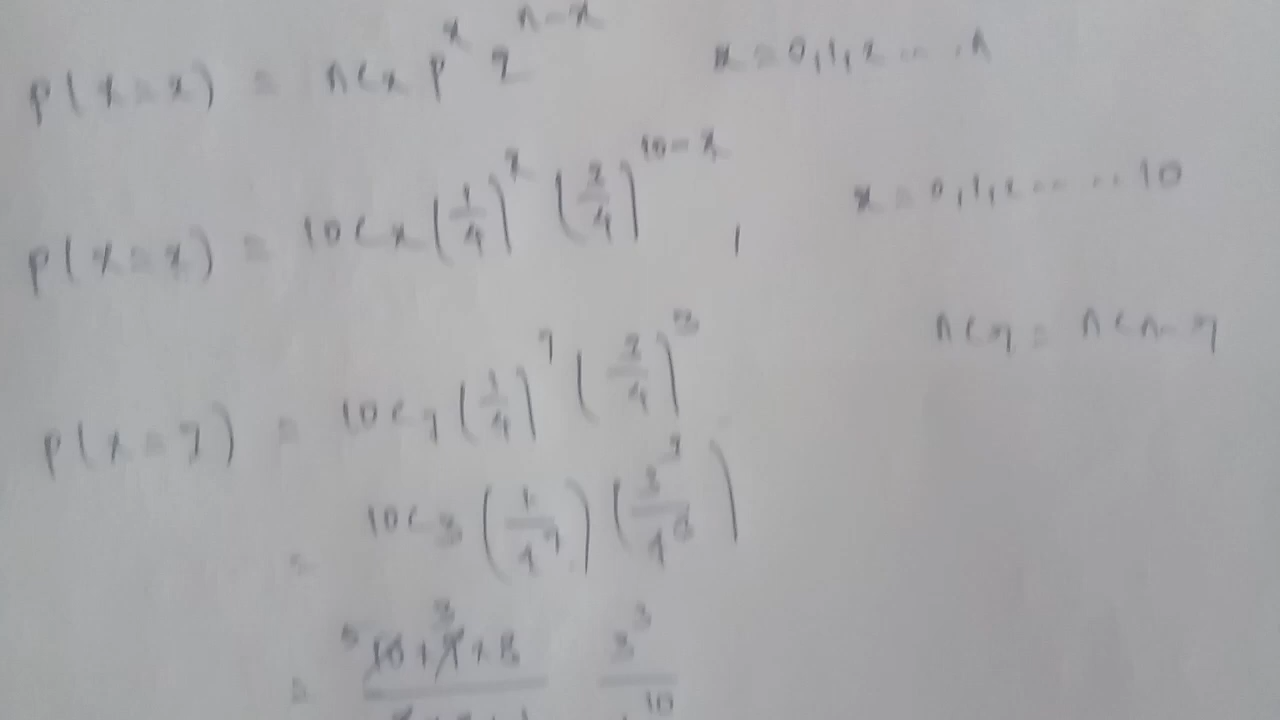 P(X=x) = nCx p^x q^(n-x) x = 0,1,2 ... n
P(X=x) = 10Cx (1/4)^x (3/4)^(10-x) , x = 0,1,2 ..... 10
nCr = nCn-r
P(X=7) = 10C7 (1/4)^7 (3/4)^3
= 10C3 (1/4^7) (3^3/4^3)